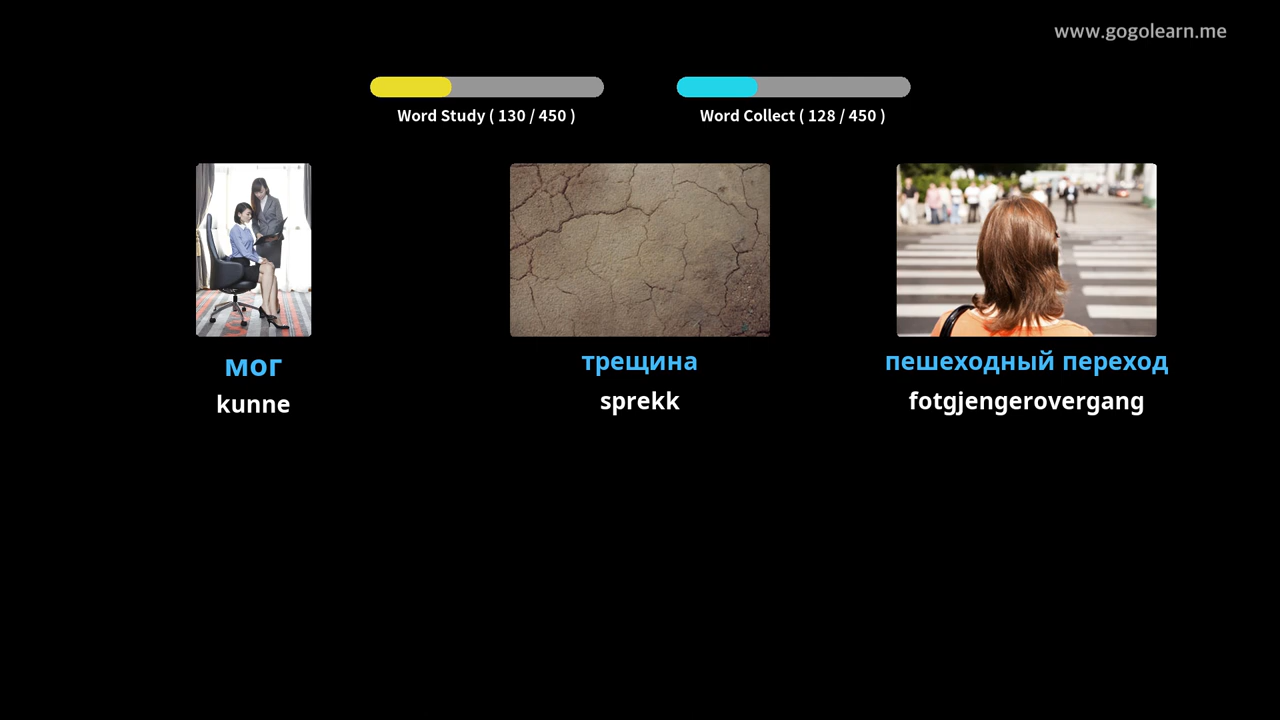 www.gogolearn.me
Word Study ( 130 / 450 )
Word Collect ( 128 / 450 )
мог
kunne
трещина
sprekk
пешеходный переход
fotgjengerovergang